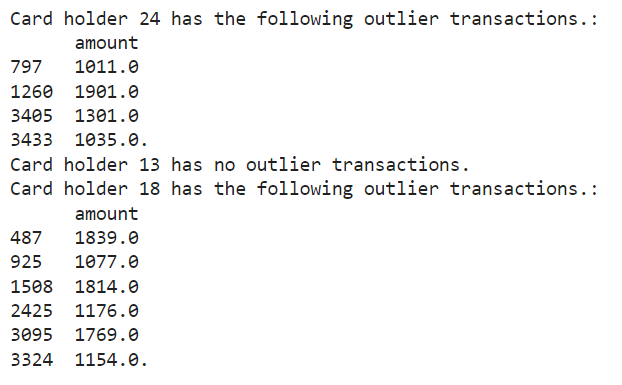 Card holder 24 has the following outlier transactions.:
amount
797 1011.0
1260 1901.0
3405 1301.0
3433 1035.0.
Card holder 13 has no outlier transactions.
Card holder 18 has the following outlier transactions.:
amount
487 1839.0
925 1077.0
1508 1814.0
2425 1176.0
3095 1769.0
3324 1154.0.